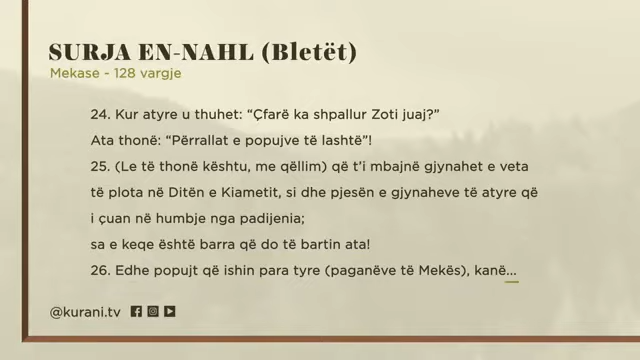 SURJA EN-NAHL (Bletët)
Mekase - 128 vargje
24. Kur atyre u thuhet: “Çfarë ka shpallur Zoti juaj?”
Ata thonë: “Përrallat e popujve të lashtë”!
25. (Le të thonë kështu, me qëllim) që t’i mbajnë gjynahet e veta
të plota në Ditën e Kiametit, si dhe pjesën e gjynaheve të atyre që
i çuan në humbje nga padijenia;
sa e keqe është barra që do të bartin ata!
26. Edhe popujt që ishin para tyre (paganëve të Mekës), kanë...
@kurani.tv